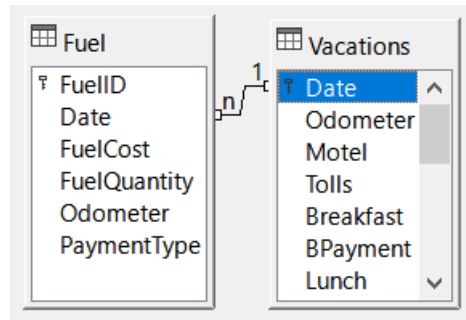 Fuel
FuelID
Date
FuelCost
FuelQuantity
Odometer
PaymentType
n
1
Vacations
Date
Odometer
Motel
Tolls
Breakfast
BPayment
Lunch